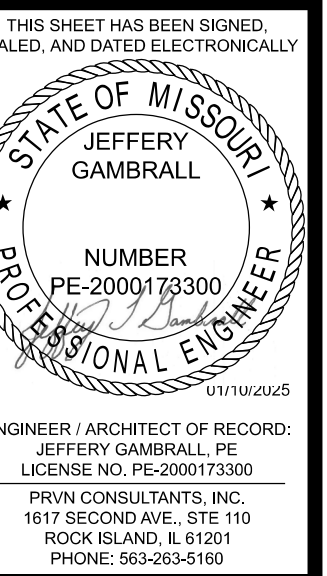 THIS SHEET HAS BEEN SIGNED,
ALED, AND DATED ELECTRONICALLY
STATE OF MISSOURI
JEFFERY
GAMBRALL
NUMBER
PE-2000173300
PROFESSIONAL ENGINEER
01/10/2025
NGINEER / ARCHITECT OF RECORD:
JEFFERY GAMBRALL, PE
LICENSE NO. PE-2000173300
PRVN CONSULTANTS, INC.
1617 SECOND AVE., STE 110
ROCK ISLAND, IL 61201
PHONE: 563-263-5160